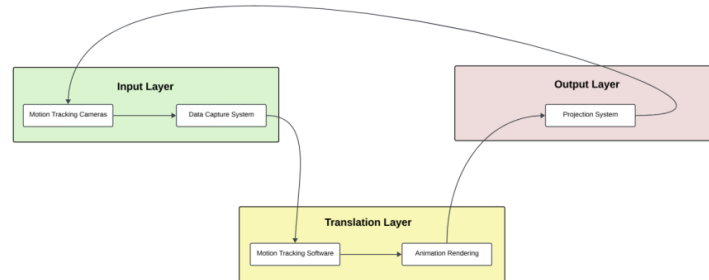 Input Layer
Motion Tracking Cameras
Data Capture System
Output Layer
Projection System
Translation Layer
Motion Tracking Software
Animation Rendering